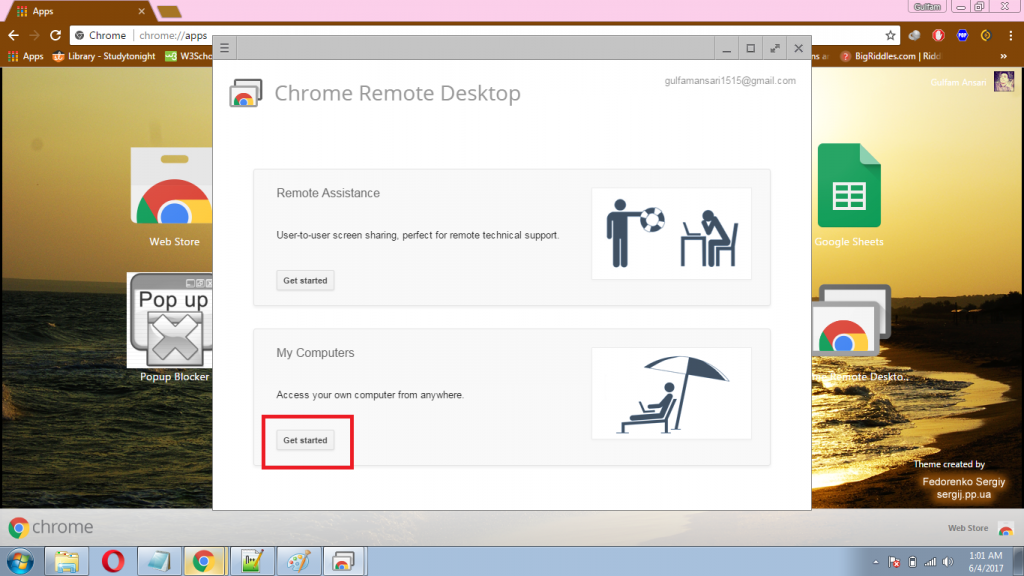 Apps
Gulfam
Chrome
chrome://apps
Apps
Library - Studytonight
W3Scho
BigRiddles.com | Ridd
»
gulfamansari1515@gmail.com
Chrome Remote Desktop
Gulfam Ansari
Remote Assistance
User-to-user screen sharing, perfect for remote technical support.
Get started
Web Store
Google Sheets
Pop up
My Computers
Popup Blocker
Remote Deskto...
Access your own computer from anywhere.
Get started
Theme created by
Fedorenko Sergiy
sergij.pp.ua
chrome
Web Store
1:01 AM
6/4/2017